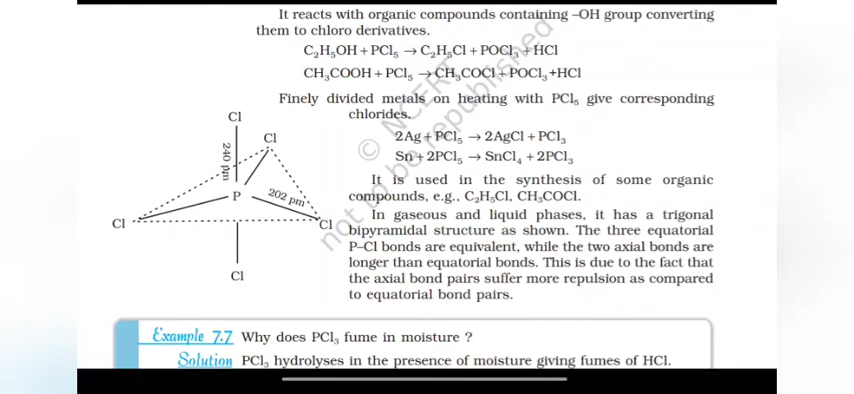 It reacts with organic compounds containing –OH group converting
them to chloro derivatives.
C₂H₅OH + PCl₅ → C₂H₅Cl + POCl₃ + HCl
CH₃COOH + PCl₅ → CH₃COCl + POCl₃ +HCl
Finely divided metals on heating with PCl₅ give corresponding
chlorides.
2Ag + PCl₅ → 2AgCl + PCl₃
Sn + 2PCl₅ → SnCl₄ + 2PCl₃
Cl
Cl
240 pm
P
202 pm
Cl
Cl
Cl
It is used in the synthesis of some organic
compounds, e.g., C₂H₅Cl, CH₃COCl.
In gaseous and liquid phases, it has a trigonal
bipyramidal structure as shown. The three equatorial
P–Cl bonds are equivalent, while the two axial bonds are
longer than equatorial bonds. This is due to the fact that
the axial bond pairs suffer more repulsion as compared
to equatorial bond pairs.
Example 7.7 Why does PCl₃ fume in moisture ?
Solution PCl₃ hydrolyses in the presence of moisture giving fumes of HCl.
© NCERT
not to be republished